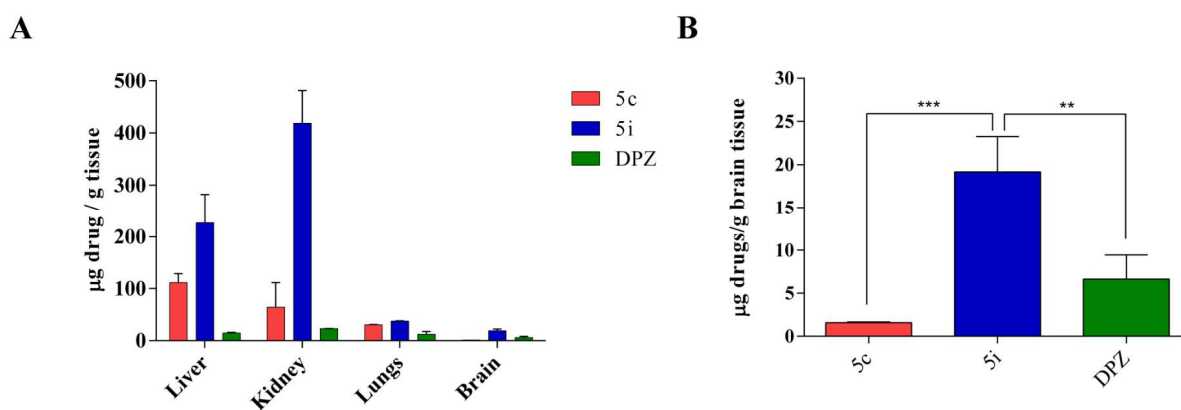 A
µg drug / g tissue
500
400
300
200
100
0
Liver
Kidney
Lungs
Brain
5c
5i
DPZ
B
µg drugs/g brain tissue
30
25
20
15
10
5
0
***
**
5c
5i
DPZ